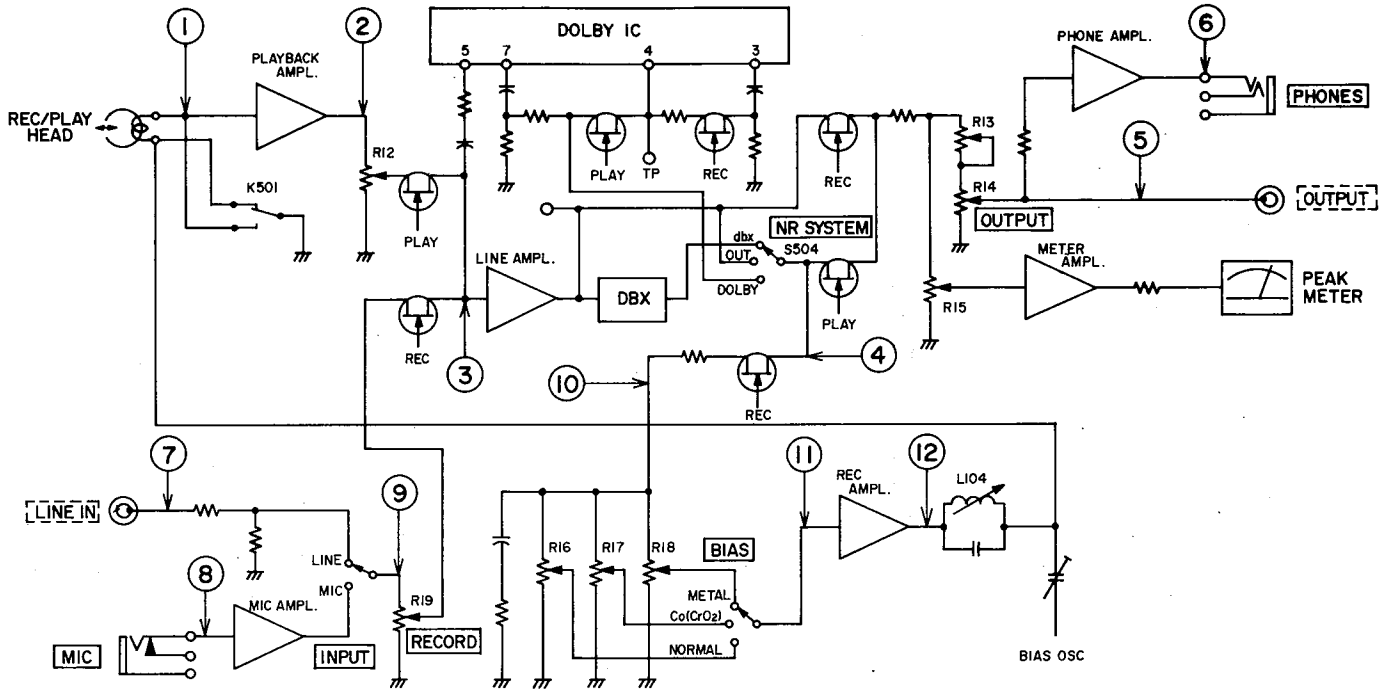 DOLBY IC
5
7
4
3
1
2
6
PLAYBACK
AMPL.
PHONE AMPL.
PHONES
REC/PLAY
HEAD
R12
K501
PLAY
PLAY
TP
REC
REC
R13
R14
OUTPUT
5
OUTPUT
NR SYSTEM
dbx
OUT
DOLBY
S504
LINE AMPL.
DBX
PLAY
METER
AMPL.
R15
PEAK
METER
REC
3
4
10
REC
7
9
11
12
LINE IN
LINE
MIC
8
MIC AMPL.
MIC
INPUT
R19
RECORD
R16
R17
R18
BIAS
METAL
Co(CrO2)
NORMAL
REC
AMPL.
L104
BIAS OSC